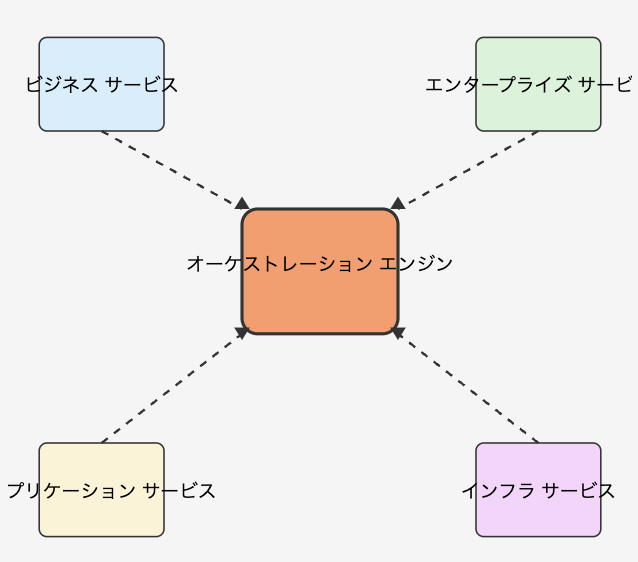 ビジネス サービス
エンタープライズ サービ
オーケストレーション エンジン
プリケーション サービス
インフラ サービス